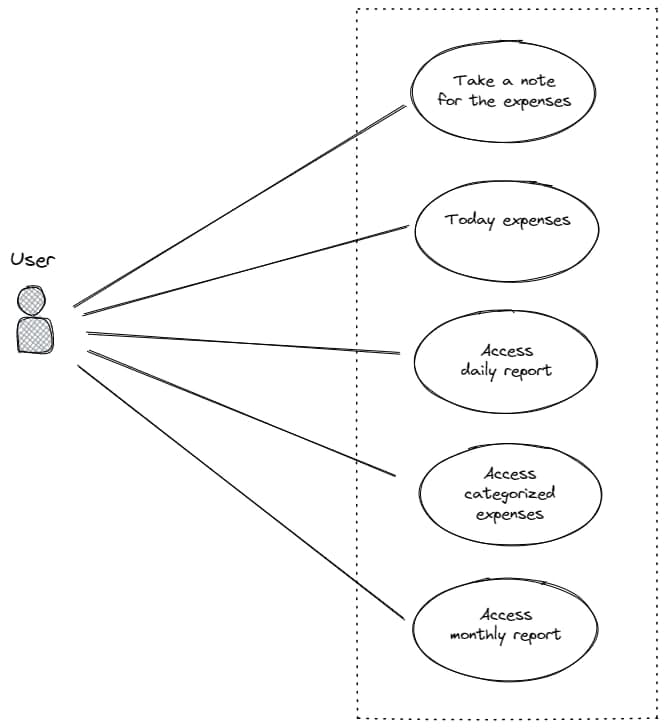 Take a note
for the expenses
Today expenses
User
Access
daily report
Access
categorized
expenses
Access
monthly report